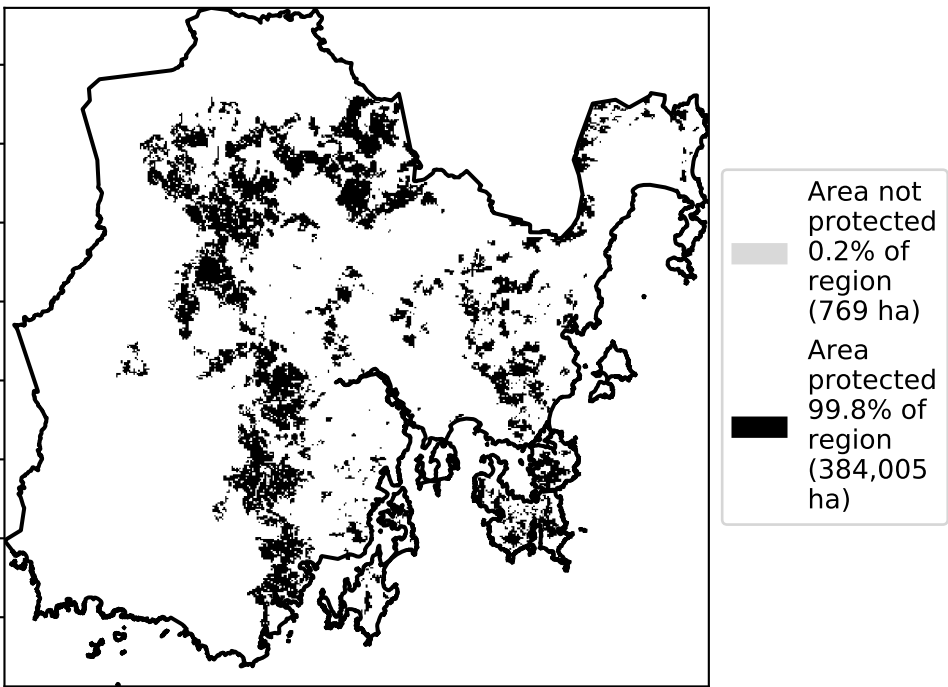 Area not
protected
0.2% of
region
(769 ha)
Area
protected
99.8% of
region
(384,005
ha)